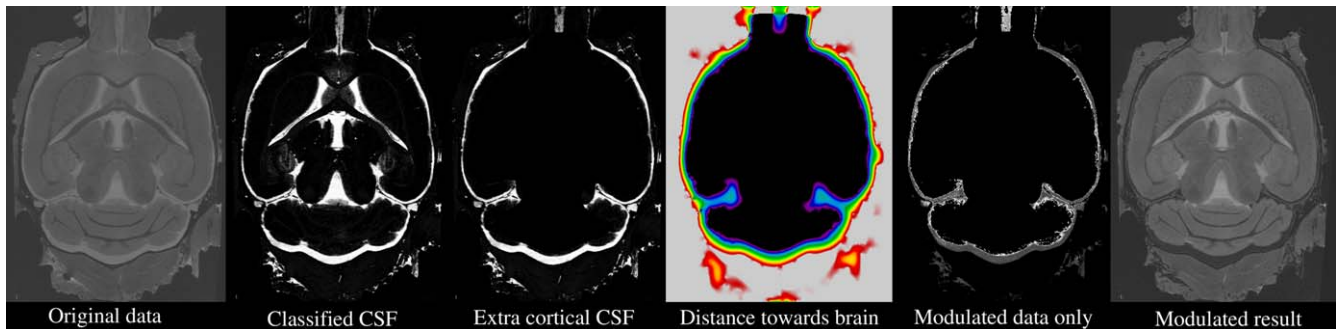 Original data
Classified CSF
Extra cortical CSF
Distance towards brain
Modulated data only
Modulated result